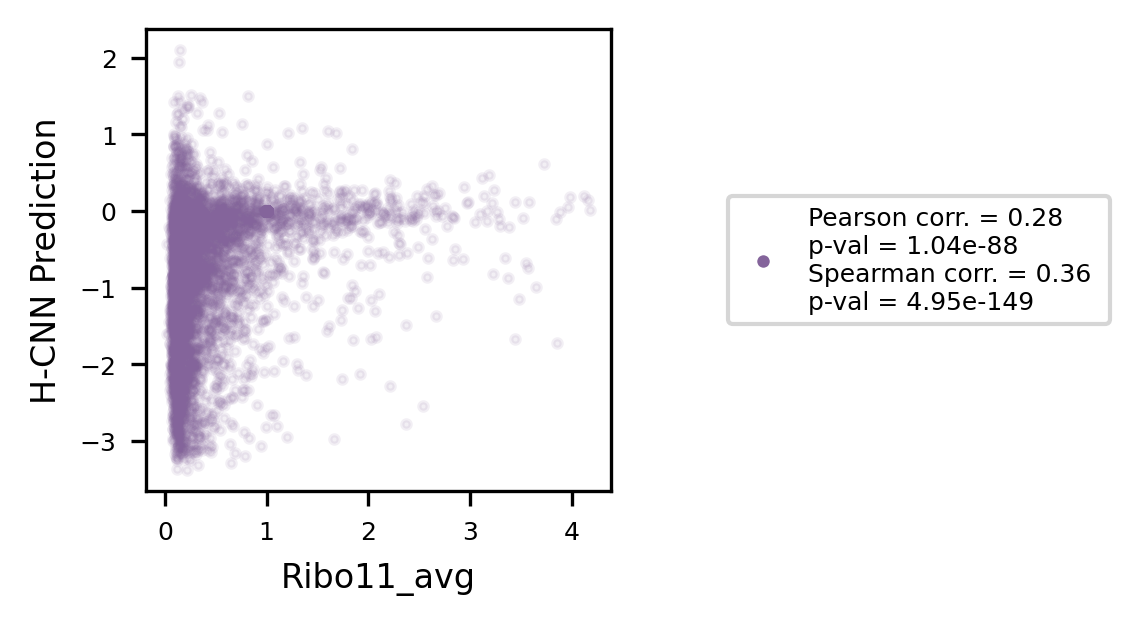 2
1
0
−1
−2
−3
H-CNN Prediction
0 1 2 3 4
Ribo11_avg
Pearson corr. = 0.28
p-val = 1.04e-88
Spearman corr. = 0.36
p-val = 4.95e-149